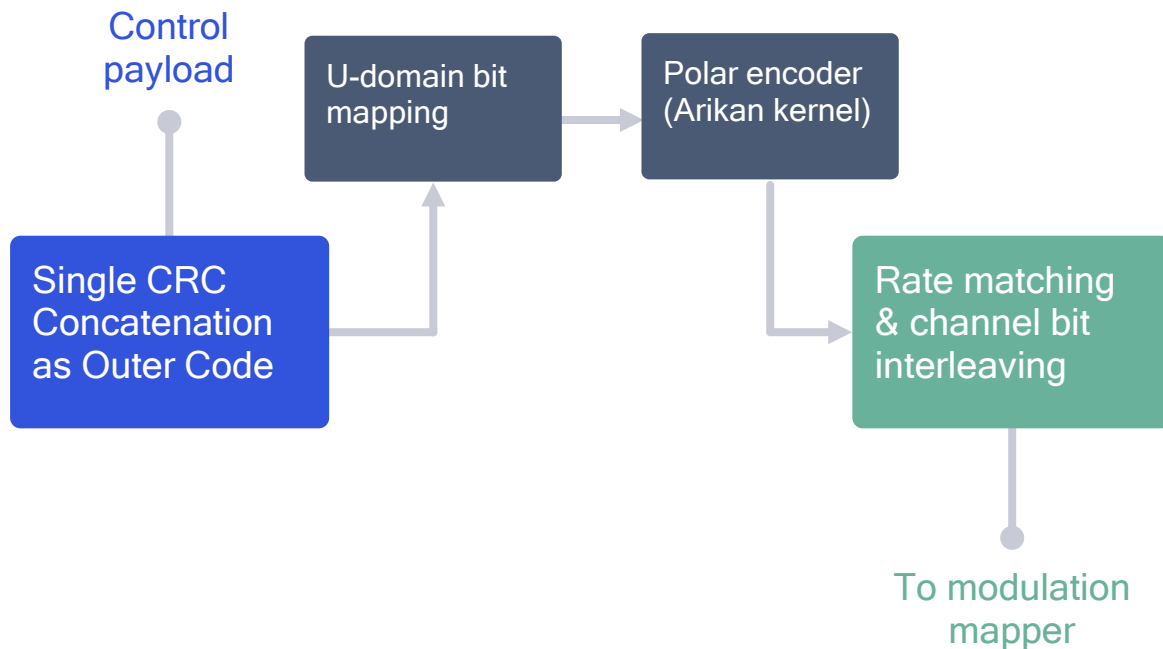 Control
payload
U-domain bit
mapping
Polar encoder
(Arikan kernel)
Single CRC
Concatenation
as Outer Code
Rate matching
& channel bit
interleaving
To modulation
mapper